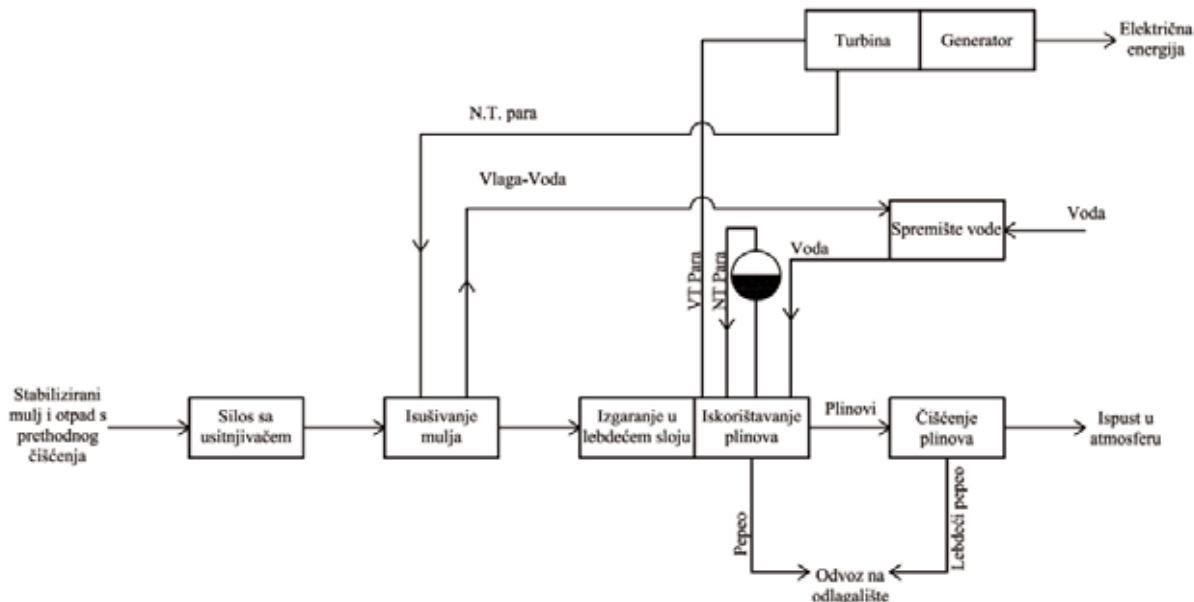 Turbina
Generator
Električna
energija
N.T. para
Vlaga-Voda
Spremište vode
Voda
Voda
VT Para
NT Para
Stabilizirani
mulj i otpad s
prethodnog
čišćenja
Silos sa
usitnjivačem
Isušivanje
mulja
Izgaranje u
lebdećem sloju
Iskorištavanje
plinova
Plinovi
Čišćenje
plinova
Ispust u
atmosferu
Pepeo
Lebdeći pepeo
Odvoz na
odlagalište